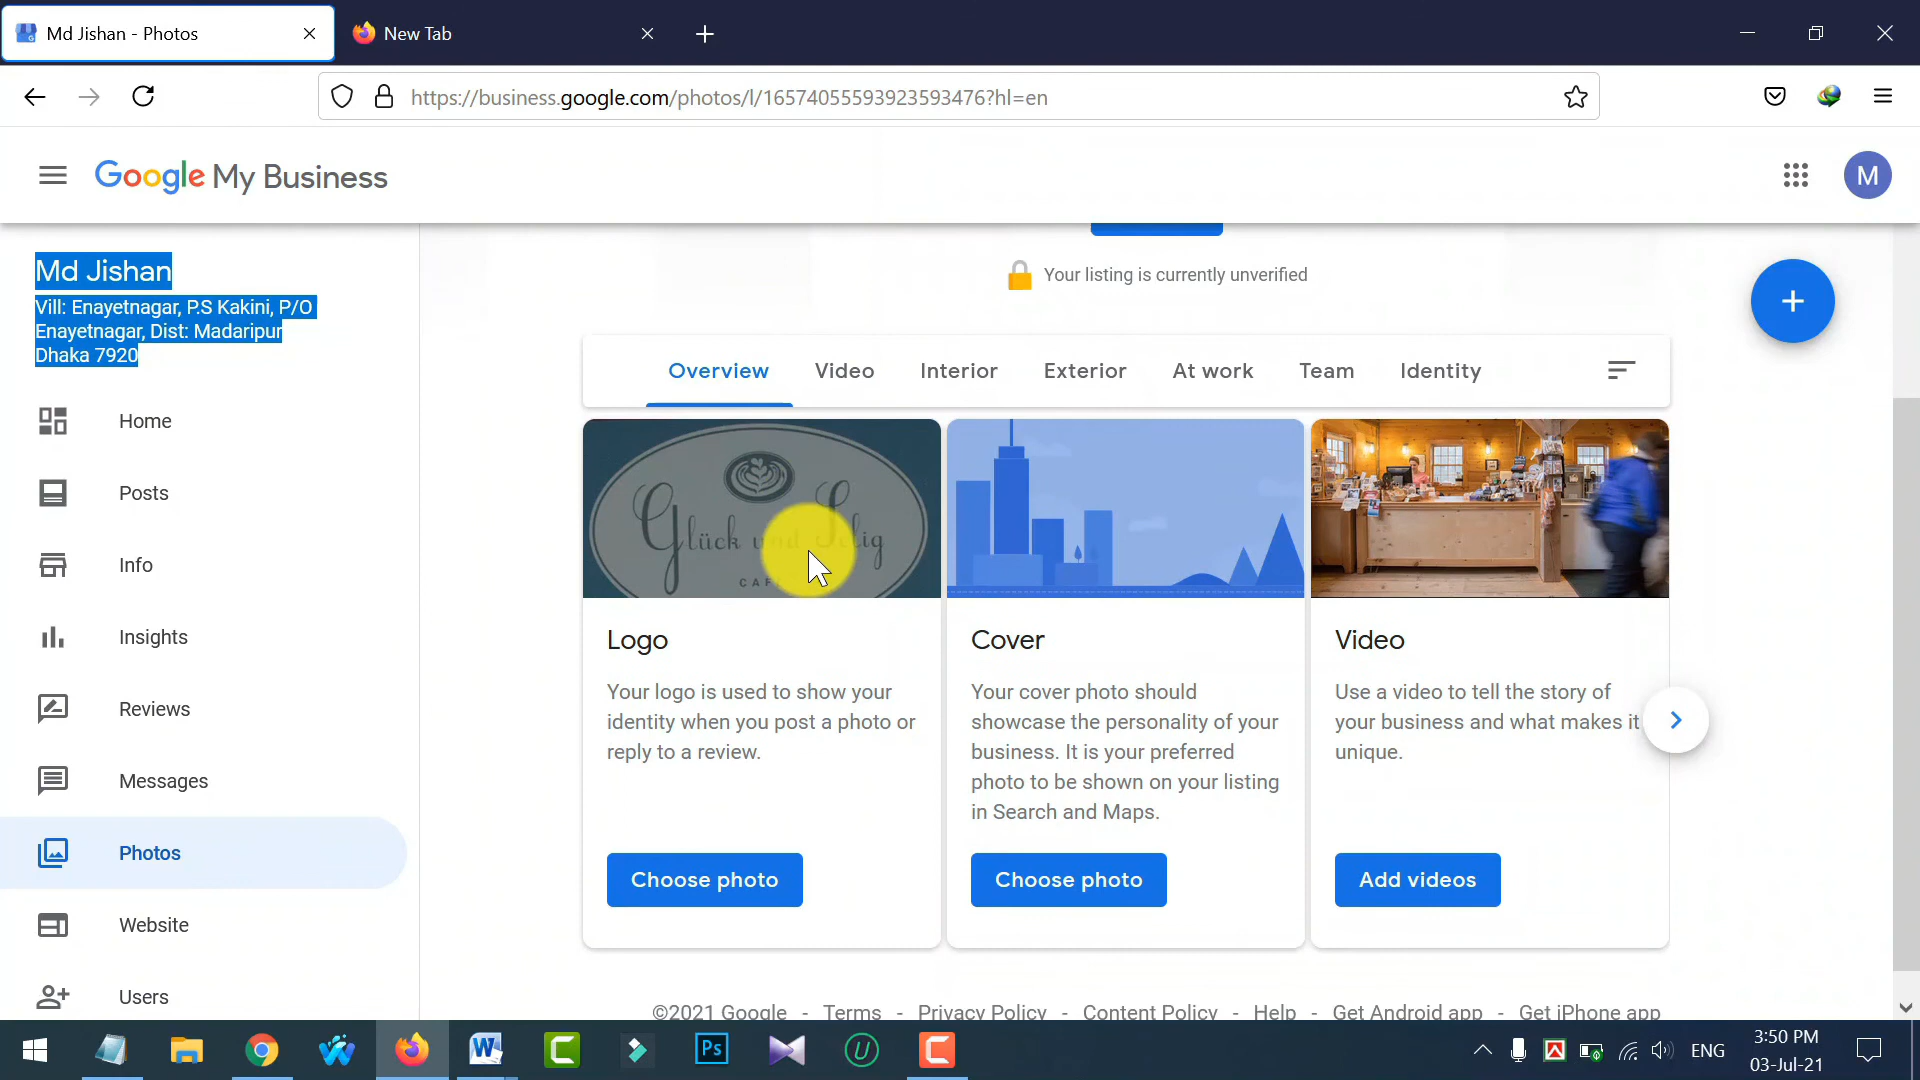 Md Jishan - Photos
New Tab
https://business.google.com/photos/l/16574055593923593476?hl=en
Google My Business
M
Md Jishan
Vill: Enayetnagar, P.S Kakini, P/O
Enayetnagar, Dist: Madaripur
Dhaka 7920
Home
Posts
Info
Insights
Reviews
Messages
Photos
Website
Users
Your listing is currently unverified
Overview
Video
Interior
Exterior
At work
Team
Identity
Logo
Your logo is used to show your
identity when you post a photo or
reply to a review.
Choose photo
Cover
Your cover photo should
showcase the personality of your
business. It is your preferred
photo to be shown on your listing
in Search and Maps.
Choose photo
Video
Use a video to tell the story of
your business and what makes it
unique.
Add videos
©2021 Google - Terms - Privacy Policy - Content Policy - Help - Get Android app - Get iPhone app
W
C
Ps
U
C
ENG
3:50 PM
03-Jul-21